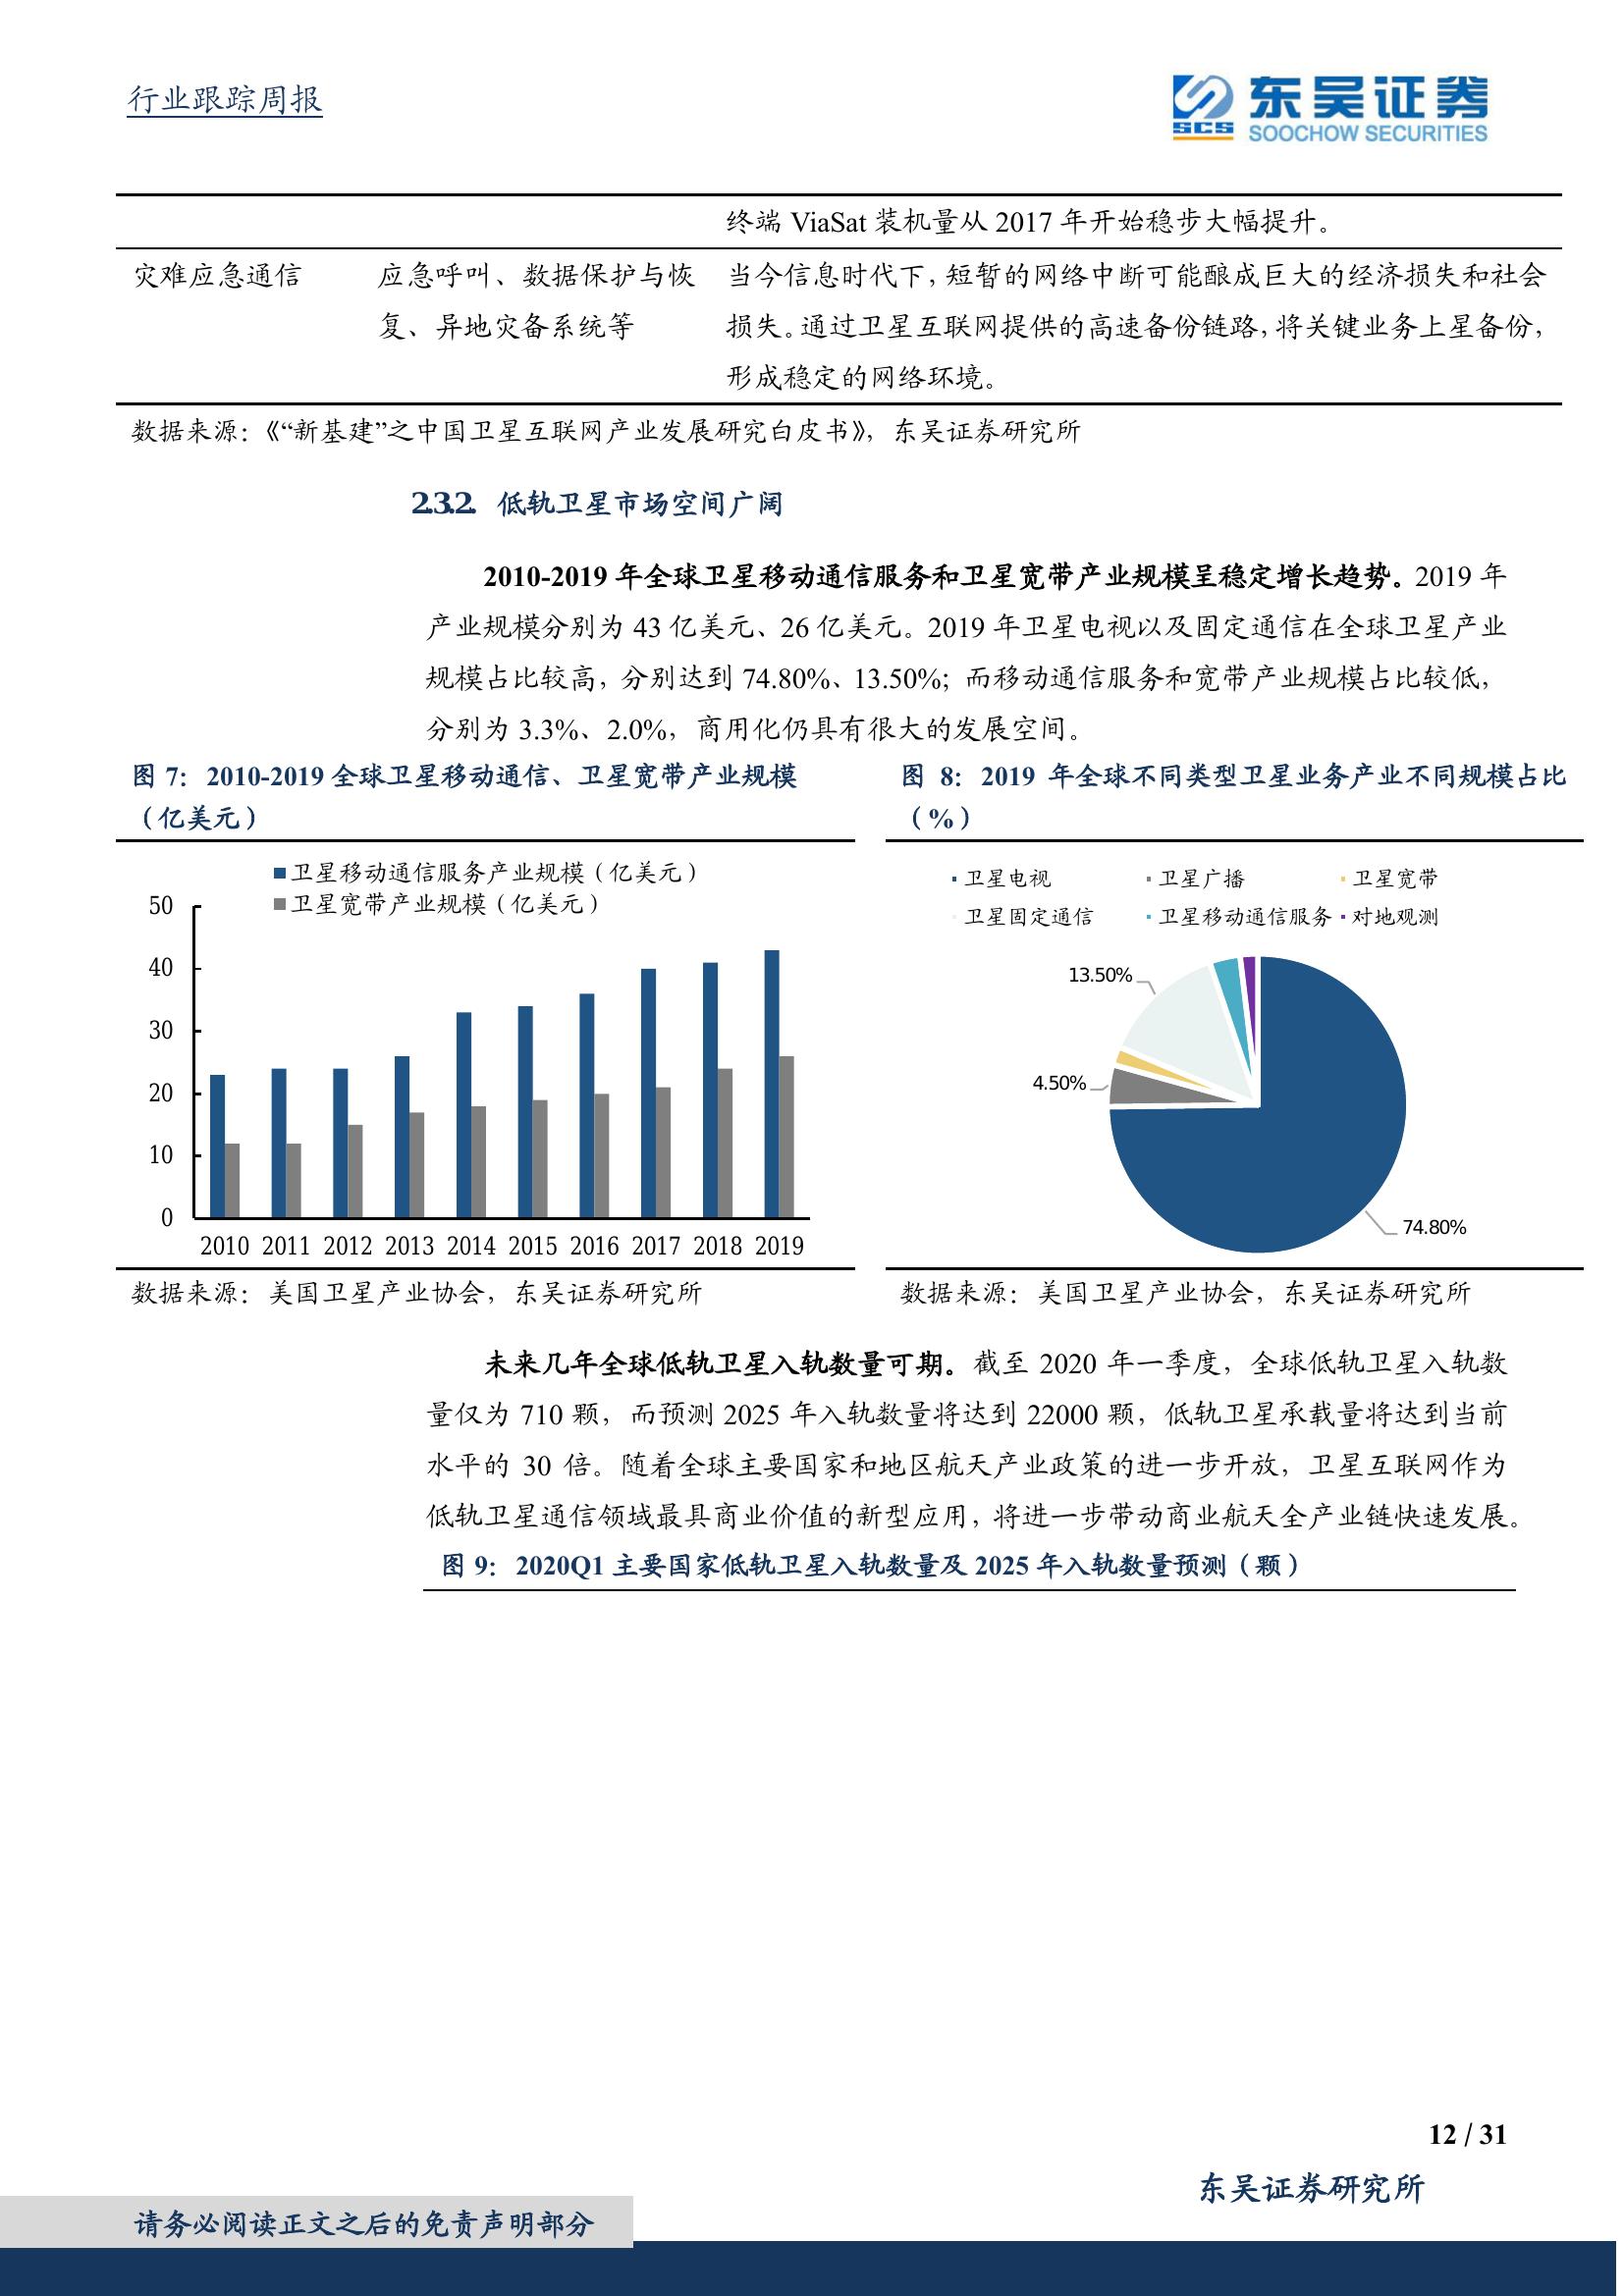 行业跟踪周报
SCS
东吴证券
SOOCHOW SECURITIES
终端 ViaSat 装机量从 2017 年开始稳步大幅提升。
灾难应急通信
应急呼叫、数据保护与恢
复、异地灾备系统等
当今信息时代下，短暂的网络中断可能酿成巨大的经济损失和社会
损失。通过卫星互联网提供的高速备份链路，将关键业务上星备份，
形成稳定的网络环境。
数据来源：《“新基建”之中国卫星互联网产业发展研究白皮书》，东吴证券研究所
2.3.2. 低轨卫星市场空间广阔
2010-2019 年全球卫星移动通信服务和卫星宽带产业规模呈稳定增长趋势。2019 年
产业规模分别为 43 亿美元、26 亿美元。2019 年卫星电视以及固定通信在全球卫星产业
规模占比较高，分别达到 74.80%、13.50%；而移动通信服务和宽带产业规模占比较低，
分别为 3.3%、2.0%，商用化仍具有很大的发展空间。
图 7：2010-2019 全球卫星移动通信、卫星宽带产业规模
（亿美元）
卫星移动通信服务产业规模（亿美元）
卫星宽带产业规模（亿美元）
50
40
30
20
10
0
2010 2011 2012 2013 2014 2015 2016 2017 2018 2019
数据来源：美国卫星产业协会，东吴证券研究所
图 8：2019 年全球不同类型卫星业务产业不同规模占比
（%）
卫星电视 卫星广播 卫星宽带
卫星固定通信 卫星移动通信服务 对地观测
13.50%
4.50%
74.80%
数据来源：美国卫星产业协会，东吴证券研究所
未来几年全球低轨卫星入轨数量可期。截至 2020 年一季度，全球低轨卫星入轨数
量仅为 710 颗，而预测 2025 年入轨数量将达到 22000 颗，低轨卫星承载量将达到当前
水平的 30 倍。随着全球主要国家和地区航天产业政策的进一步开放，卫星互联网作为
低轨卫星通信领域最具商业价值的新型应用，将进一步带动商业航天全产业链快速发展。
图 9：2020Q1 主要国家低轨卫星入轨数量及 2025 年入轨数量预测（颗）
12 / 31
东吴证券研究所
请务必阅读正文之后的免责声明部分